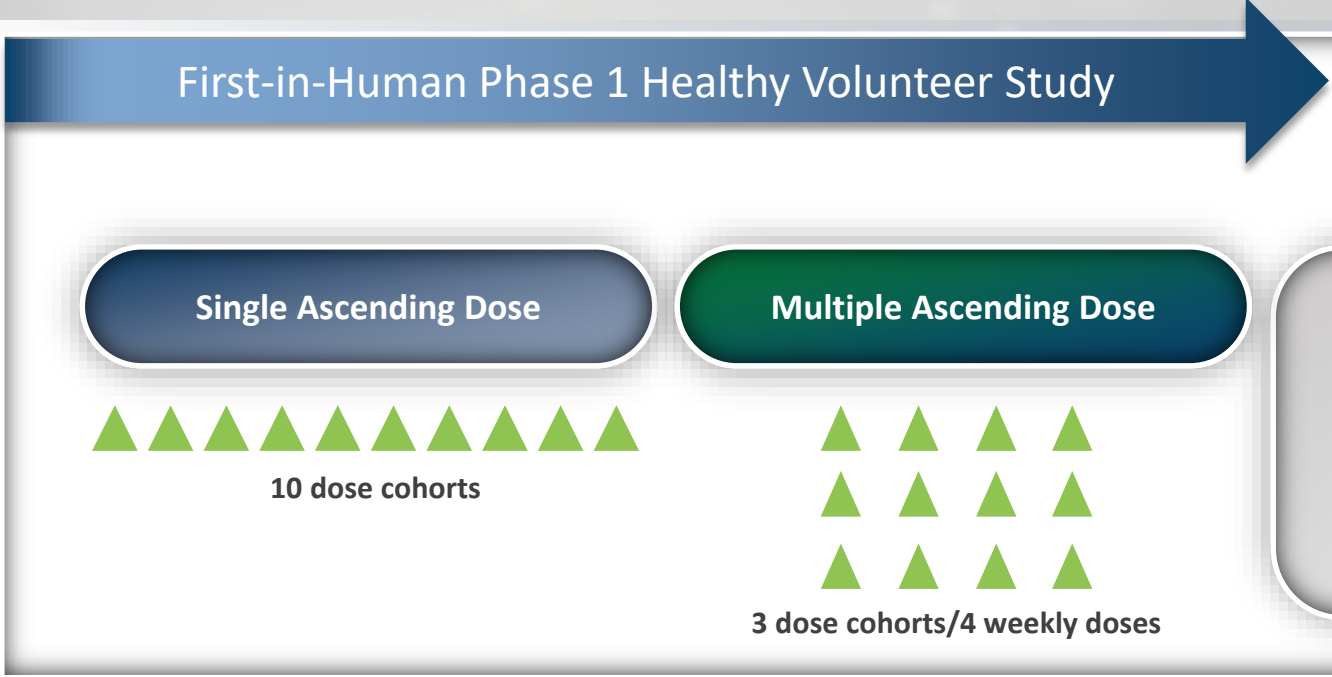 First-in-Human Phase 1 Healthy Volunteer Study
Single Ascending Dose
Multiple Ascending Dose
10 dose cohorts
3 dose cohorts/4 weekly doses